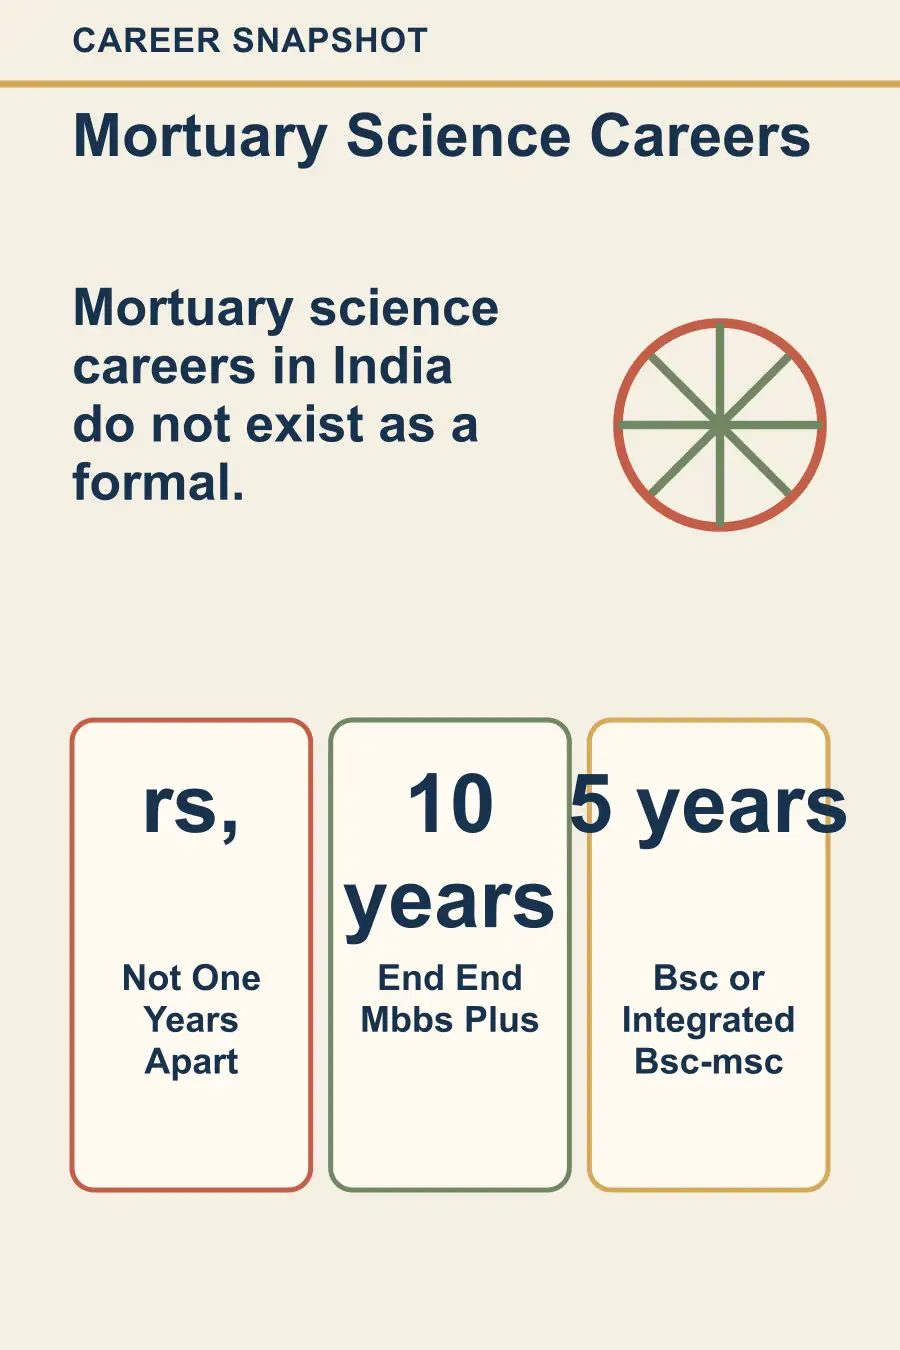 CAREER SNAPSHOT
Mortuary Science Careers
Mortuary science
careers in India
do not exist as a
formal.
rs,
Not One
Years
Apart
10
years
End End
Mbbs Plus
5 years
Bsc or
Integrated
Bsc-msc